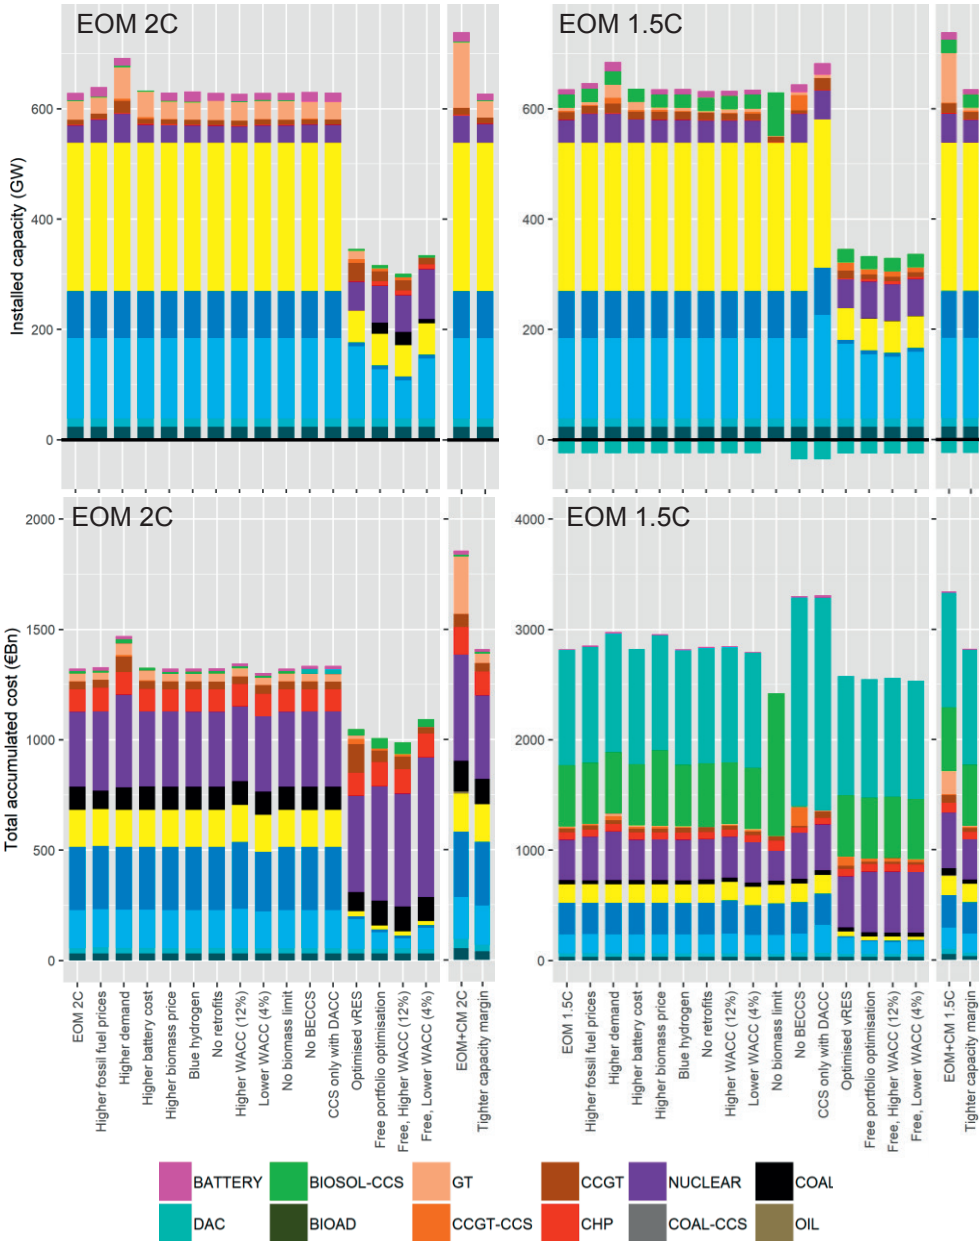 EOM 2C
EOM 1.5C
Installed capacity (GW)
600
400
200
0
600
400
200
0
EOM 2C
EOM 1.5C
Total accumulated cost (€Bn)
2000
1500
1000
500
0
4000
3000
2000
1000
0
EOM 2C
Higher fossil fuel prices
Higher demand
Higher battery cost
Higher biomass price
Blue hydrogen
No retrofits
Higher WACC (12%)
Lower WACC (4%)
No biomass limit
No BECCS
CCS only with DACC
Optimised vRES
Free portfolio optimisation
Free, Higher WACC (12%)
Free, Lower WACC (4%)
EOM+CM 2C
Tighter capacity margin
EOM 1.5C
Higher fossil fuel prices
Higher demand
Higher battery cost
Higher biomass price
Blue hydrogen
No retrofits
Higher WACC (12%)
Lower WACC (4%)
No biomass limit
No BECCS
CCS only with DACC
Optimised vRES
Free portfolio optimisation
Free, Higher WACC (12%)
Free, Lower WACC (4%)
EOM+CM 1.5C
Tighter capacity margin
BATTERY BIOSOL-CCS GT CCGT NUCLEAR COAL
DAC BIOAD CCGT-CCS CHP COAL-CCS OIL